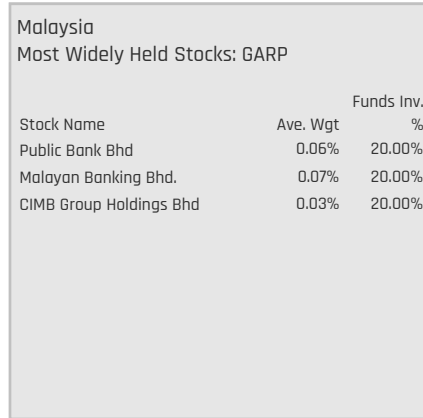 Malaysia
Most Widely Held Stocks: GARP
Funds Inv.
Stock Name Ave. Wgt %
Public Bank Bhd 0.06% 20.00%
Malayan Banking Bhd. 0.07% 20.00%
CIMB Group Holdings Bhd 0.03% 20.00%